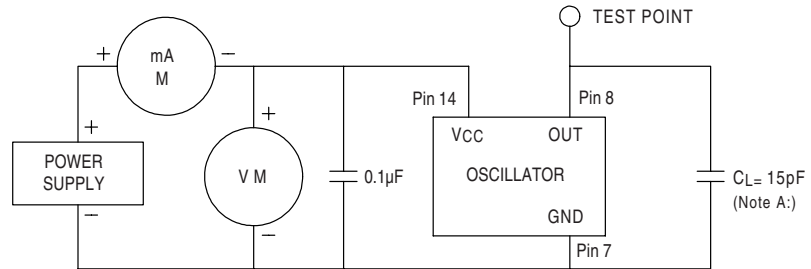 TEST POINT
+
mA
M
–
Pin 14
Pin 8
+
POWER
SUPPLY
–
+
V M
–
0.1µF
VCC
OUT
OSCILLATOR
GND
Pin 7
CL= 15pF
(Note A:)